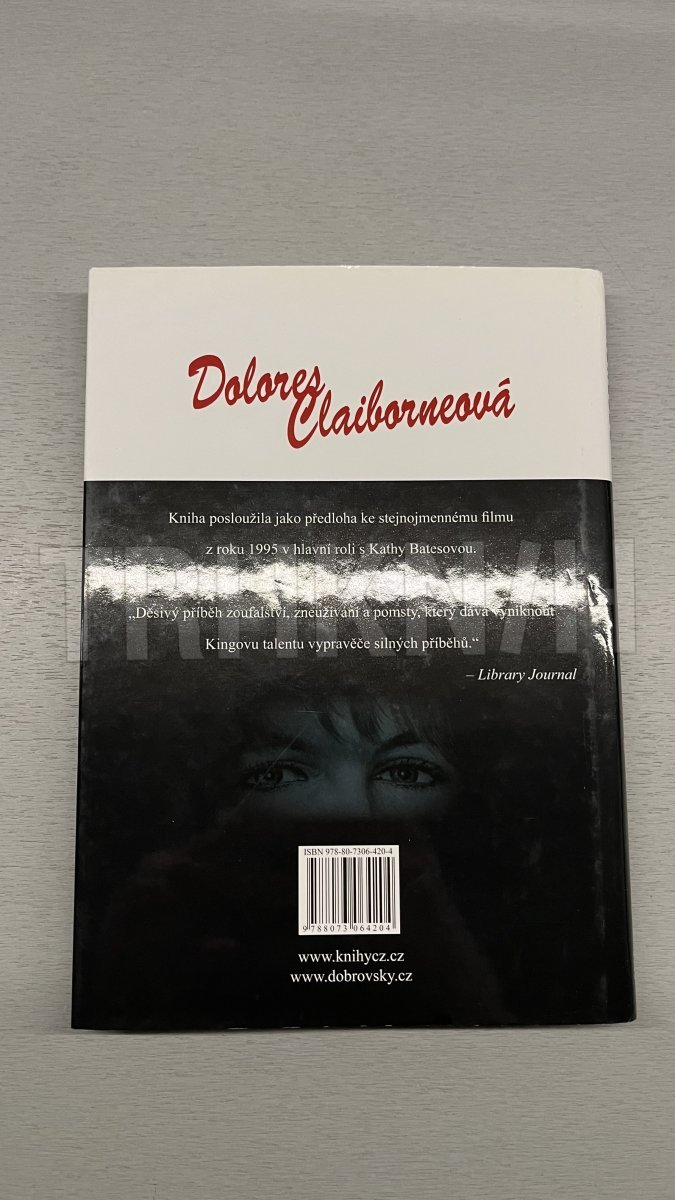 Dolores
Claiborneová
Kniha posloužila jako předloha ke stejnojmennému filmu
z roku 1995 v hlavní roli s Kathy Batesovou.
„Děsivý příběh zoufalství, zneužívání a pomsty, který dává vyniknout
Kingovu talentu vypravěče silných příběhů.“
– Library Journal
ISBN 978-80-7306-420-4
9 788073 064204
www.knihycz.cz
www.dobrovsky.cz